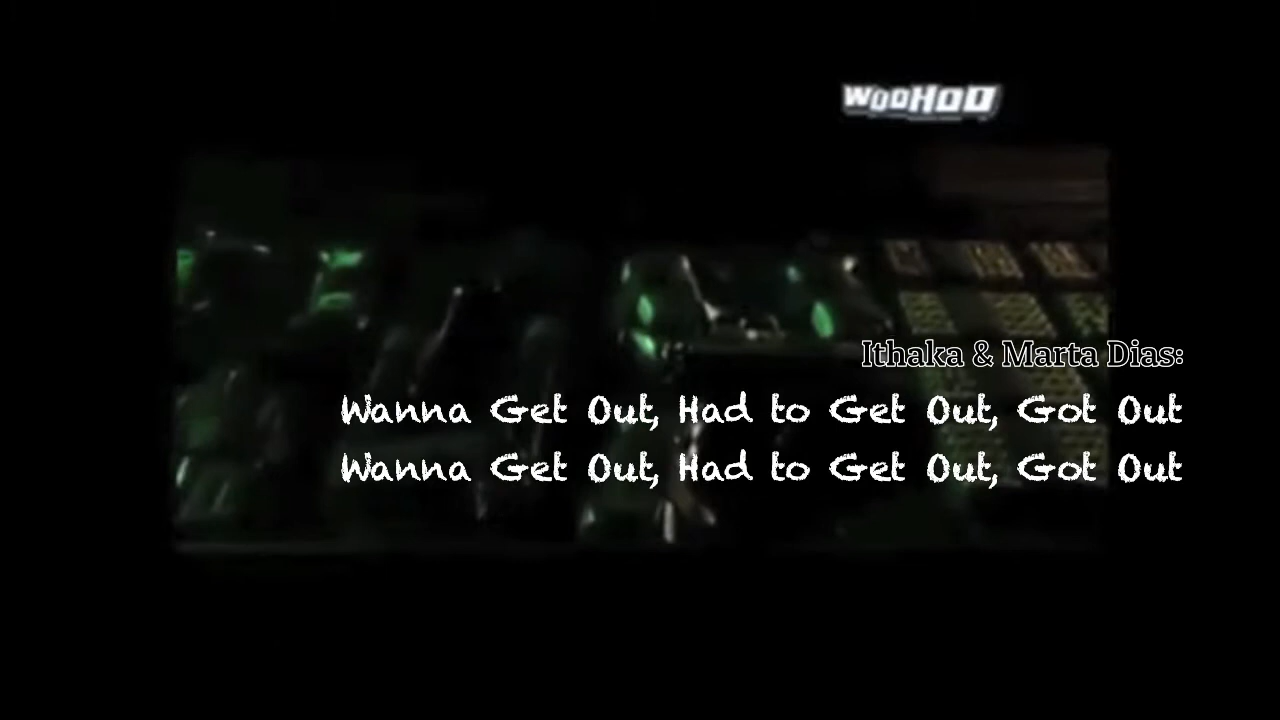 WOOHOO
Ithaka & Marta Dias:
Wanna Get Out, Had to Get Out, Got Out
Wanna Get Out, Had to Get Out, Got Out